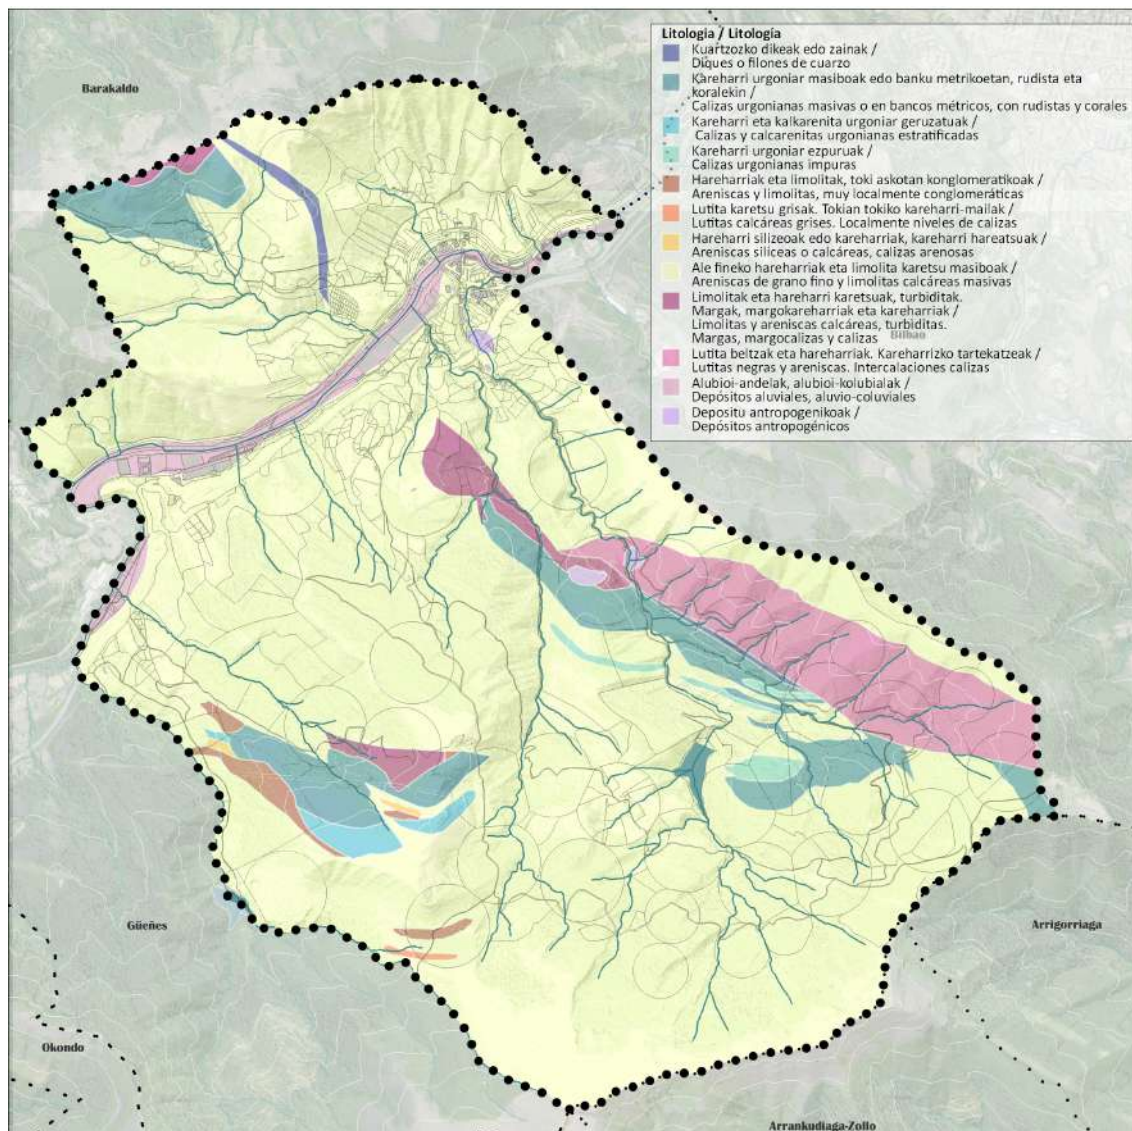 Barakaldo
Litologia / Litología
Kuartzozko dikeak edo zainak /
Diques o filones de cuarzo
Kareharri urgoniar masiboak edo banku metrikoetan, rudista eta
koralekin /
Calizas urgonianas masivas o en bancos métricos, con rudistas y corales
Kareharri eta kalkarenita urgoniar geruzatuak /
Calizas y calcarenitas urgonianas estratificadas
Kareharri urgoniar ezpuruak /
Calizas urgonianas impuras
Hareharriak eta limolitak, toki askotan konglomeratikoak /
Areniscas y limolitas, muy localmente conglomeráticas
Lutita karetsu grisak. Tokian tokiko kareharri-mailak /
Lutitas calcáreas grises. Localmente niveles de calizas
Hareharri silizeoak edo kareharriak, kareharri hareatsuak /
Areniscas silíceas o calcáreas, calizas arenosas
Ale fineko hareharriak eta limolita karetsu masiboak /
Areniscas de grano fino y limolitas calcáreas masivas
Limolitak eta hareharri karetsuak, turbiditak.
Margak, margokareharriak eta kareharriak /
Limolitas y areniscas calcáreas, turbiditas.
Margas, margocalizas y calizas
Bilbao
Lutita beltzak eta hareharriak. Kareharrizko tartekatzeak /
Lutitas negras y areniscas. Intercalaciones calizas
Alubioi-andelak, alubioi-kolubialak /
Depósitos aluviales, aluvio-coluviales
Depositu antropogenikoak /
Depósitos antropogénicos
Güeñes
Arrigorriaga
Okondo
Arrankudiaga-Zollo